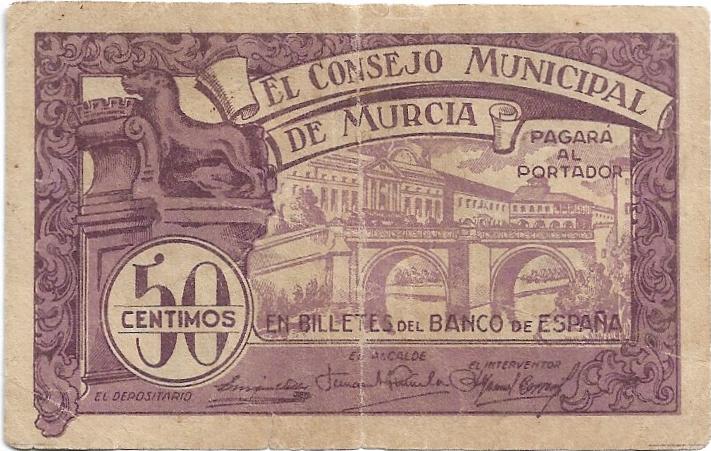 EL CONSEJO MUNICIPAL
DE MURCIA
PAGARÁ
AL
PORTADOR
50
CENTIMOS
EN BILLETES DEL BANCO DE ESPAÑA
EL ALCALDE
EL INTERVENTOR
EL DEPOSITARIO